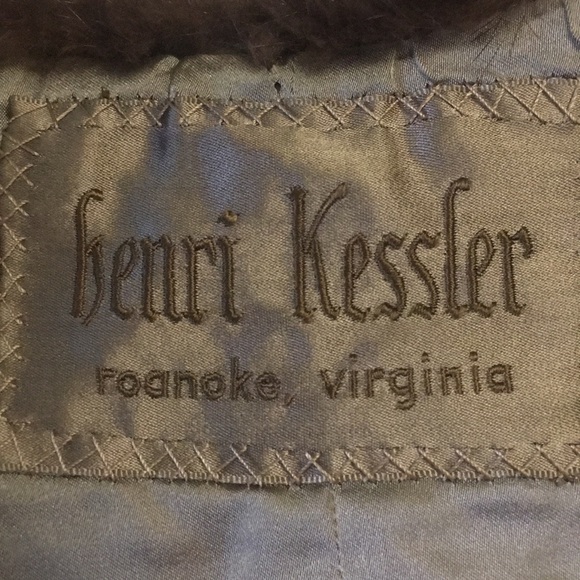 henri Kessler
roanoke, virginia